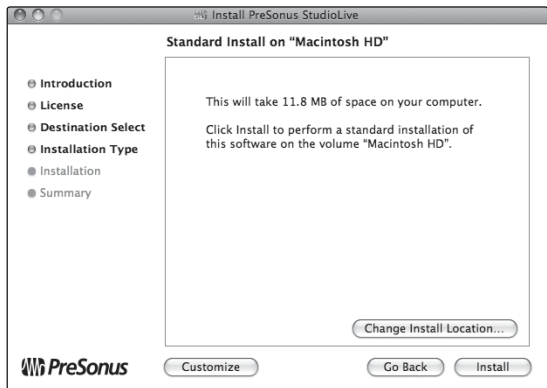 Install PreSonus StudioLive
Standard Install on “Macintosh HD”
Introduction
License
Destination Select
Installation Type
Installation
Summary
This will take 11.8 MB of space on your computer.
Click Install to perform a standard installation of
this software on the volume “Macintosh HD”.
Change Install Location...
PreSonus
Customize
Go Back
Install